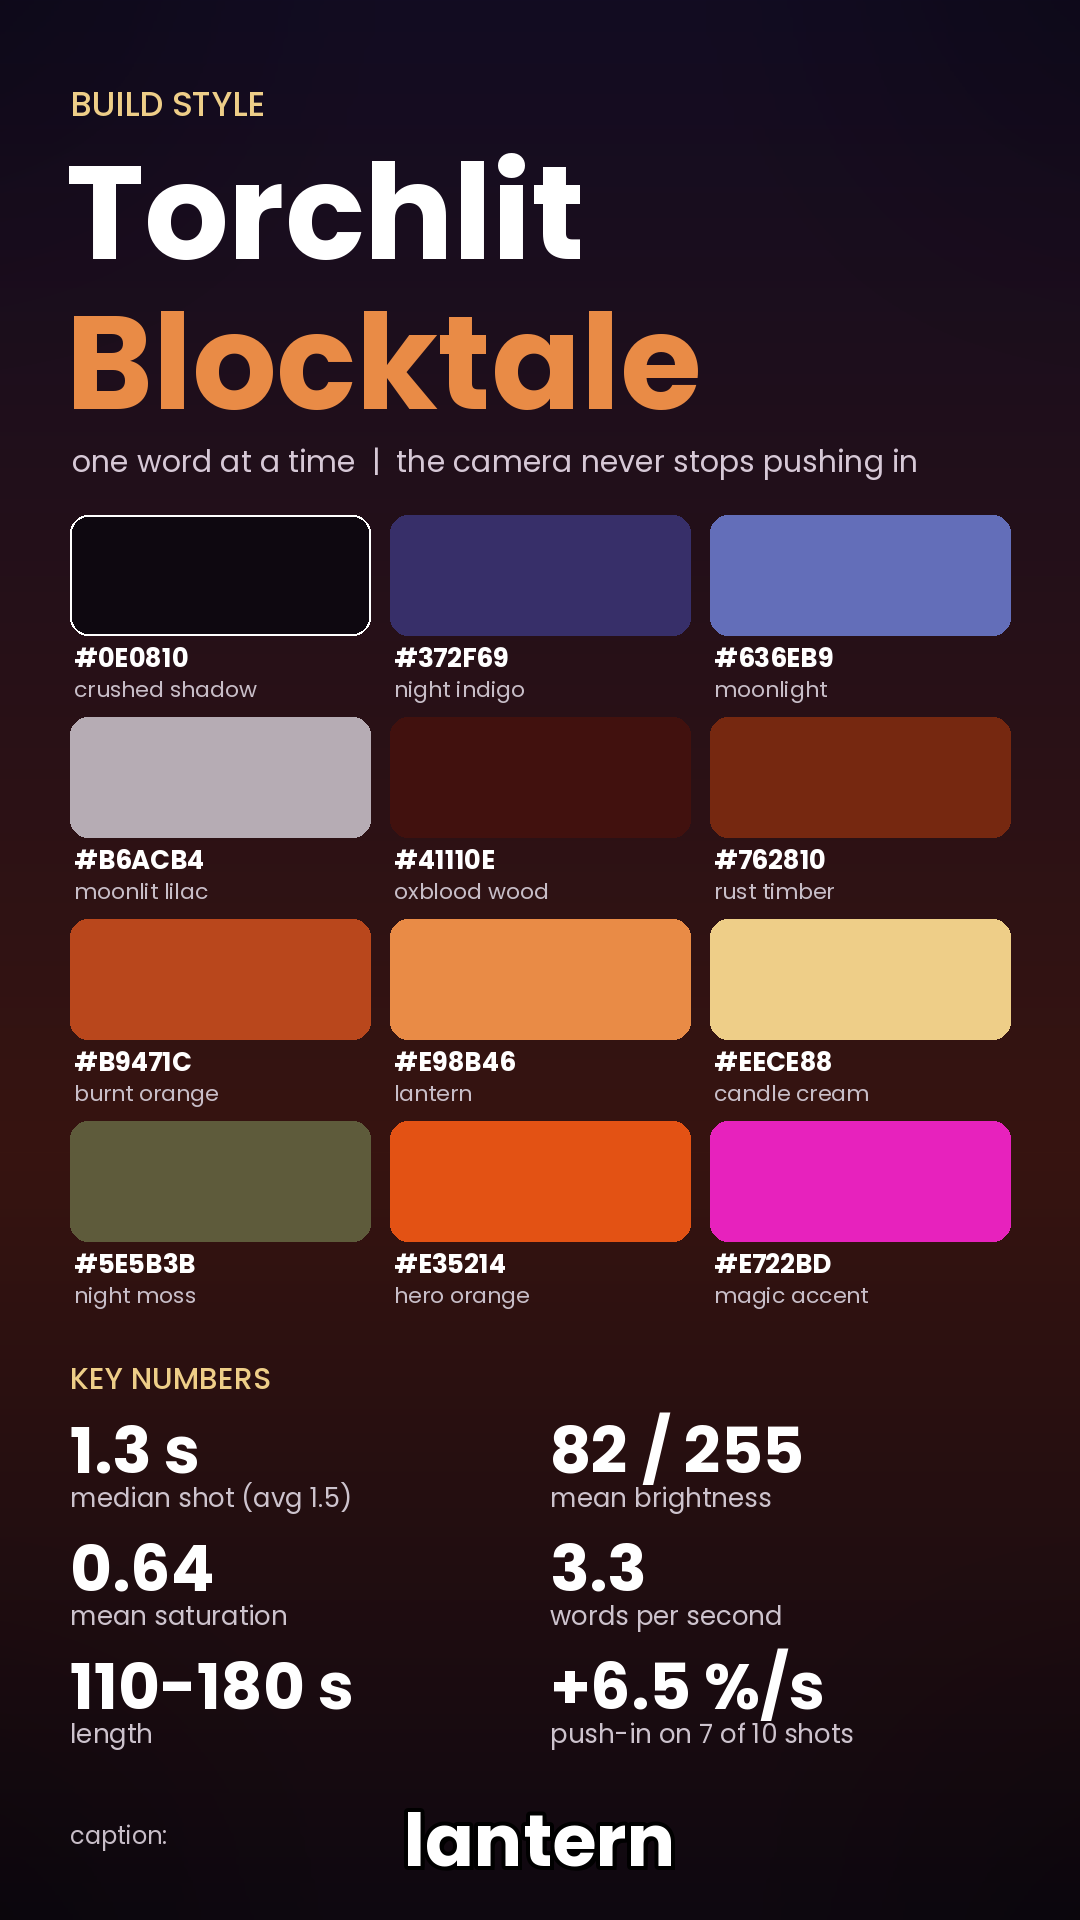 BUILD STYLE
Torchlit
Blocktale
one word at a time | the camera never stops pushing in
#0E0810 #372F69 #636EB9
crushed shadow night indigo moonlight
#B6ACB4 #41110E #762810
moonlit lilac oxblood wood rust timber
#B9471C #E98B46 #EECE88
burnt orange lantern candle cream
#5E5B3B #E35214 #E722BD
night moss hero orange magic accent
KEY NUMBERS
1.3 s 82 / 255
median shot (avg 1.5) mean brightness
0.64 3.3
mean saturation words per second
110-180 s +6.5 %/s
length push-in on 7 of 10 shots
caption: lantern